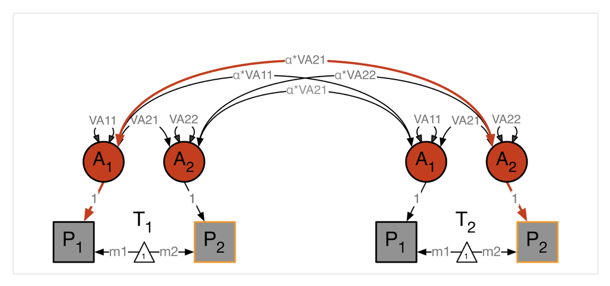 α*VA21
α*VA11 α*VA22
α*VA21
VA11 VA21 VA22 VA11 VA21 VA22
A1 A2 A1 A2
1 1 1 1
T1 T2
P1 m1 1 m2 P2 P1 m1 1 m2 P2